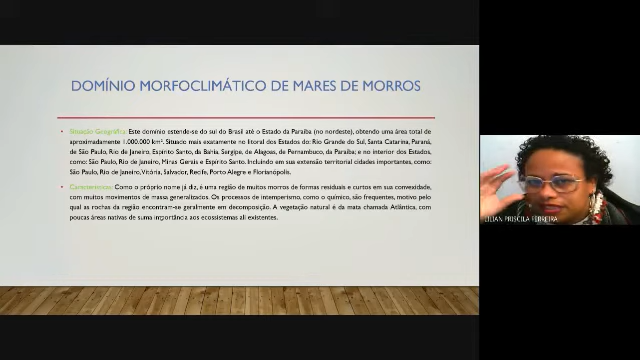 DOMÍNIO MORFOCLIMÁTICO DE MARES DE MORROS
• Situação Geográfica: Este domínio estende-se do sul do Brasil até o Estado da Paraíba (no nordeste), obtendo uma área total de
aproximadamente 1.000.000 km². Situado mais exatamente no litoral dos Estados do: Rio Grande do Sul, Santa Catarina, Paraná,
de São Paulo, Rio de Janeiro, Espírito Santo, da Bahia, Sergipe, de Alagoas, de Pernambuco, da Paraíba; e no interior dos Estados,
como: São Paulo, Rio de Janeiro, Minas Gerais e Espírito Santo. Incluindo em sua extensão territorial cidades importantes, como:
São Paulo, Rio de Janeiro, Vitória, Salvador, Recife, Porto Alegre e Florianópolis.
• Características: Como o próprio nome já diz, é uma região de muitos morros de formas residuais e curtos em sua convexidade,
com muitos movimentos de massa generalizados. Os processos de intemperismo, como o químico, são frequentes, motivo pelo
qual as rochas da região encontram-se geralmente em decomposição. A vegetação natural é da mata chamada Atlântica, com
poucas áreas nativas de suma importância aos ecossistemas ali existentes.
LILIAN PRISCILA FERREIRA